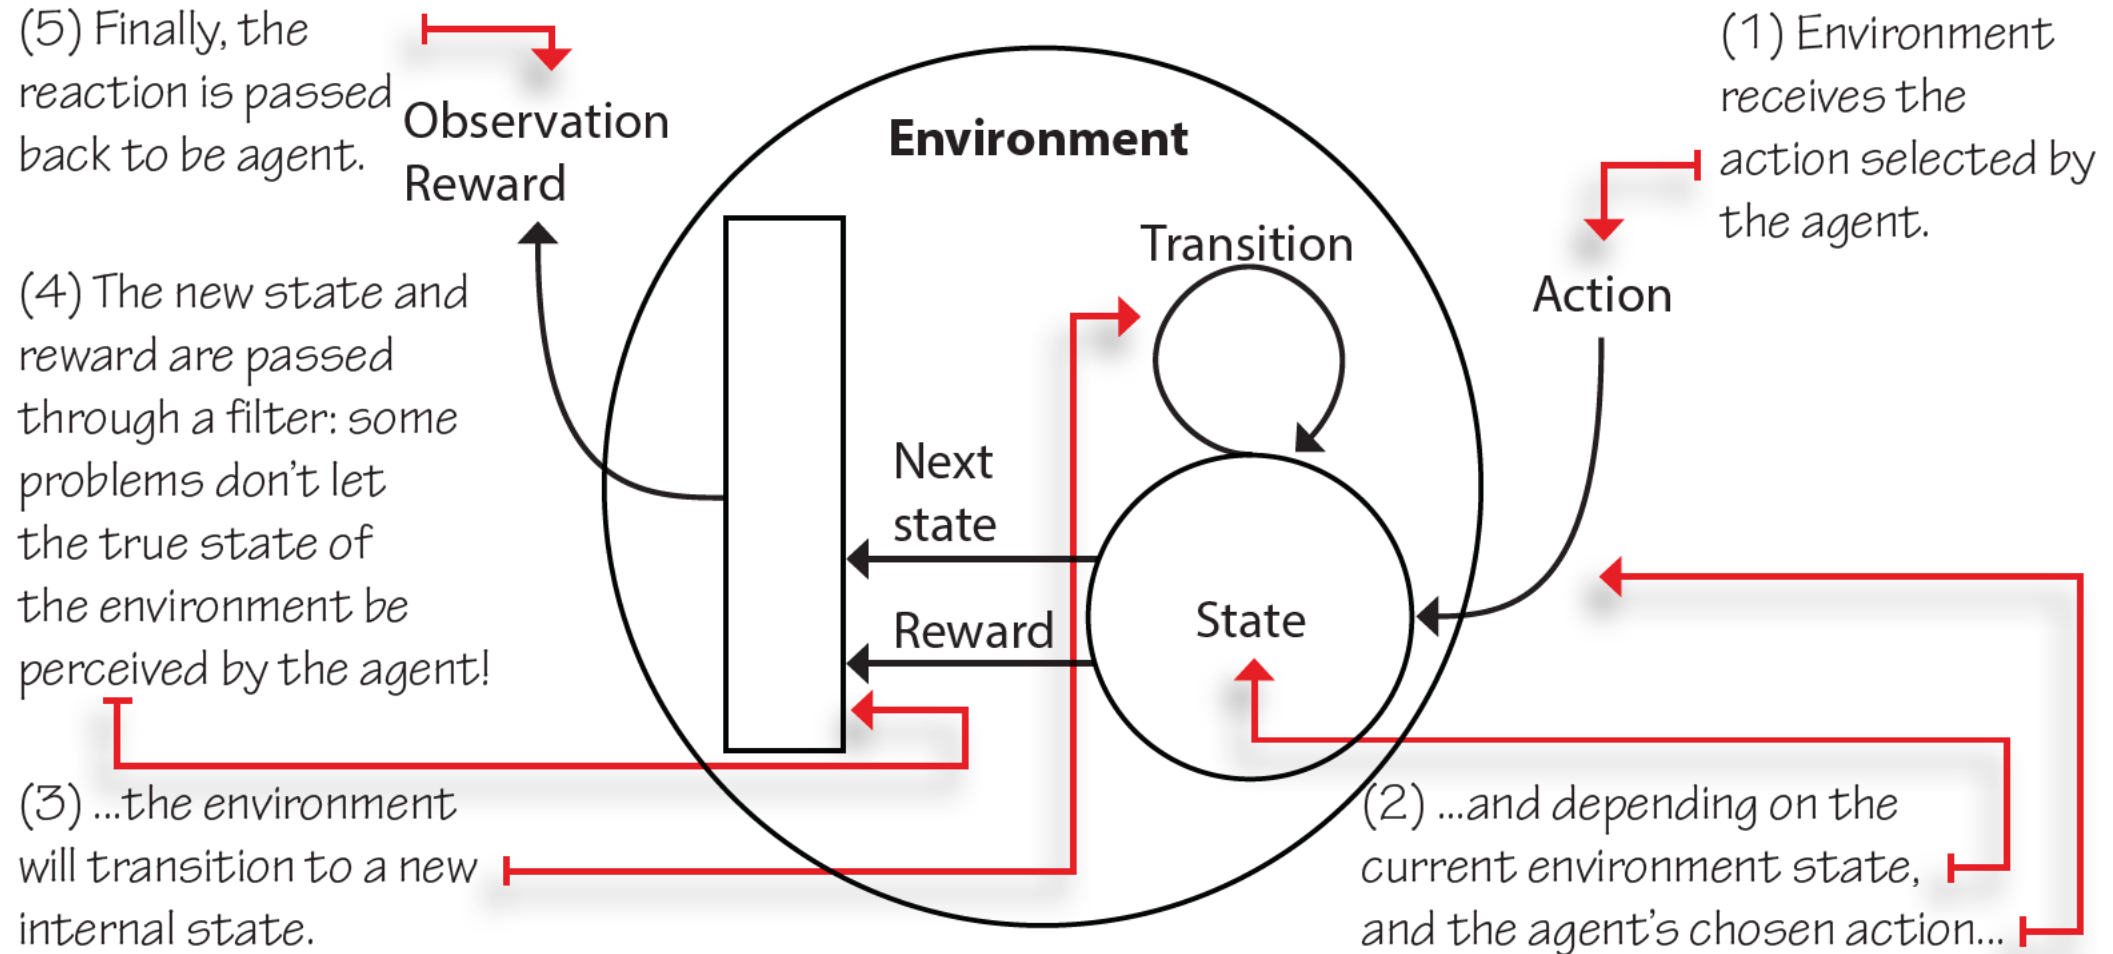 (5) Finally, the
reaction is passed
back to be agent.
Observation
Reward
Environment
(1) Environment
receives the
action selected by
the agent.
Transition
Action
(4) The new state and
reward are passed
through a filter: some
problems don't let
the true state of
the environment be
perceived by the agent!
Next
state
Reward
State
(3) ...the environment
will transition to a new
internal state.
(2) ...and depending on the
current environment state,
and the agent's chosen action...